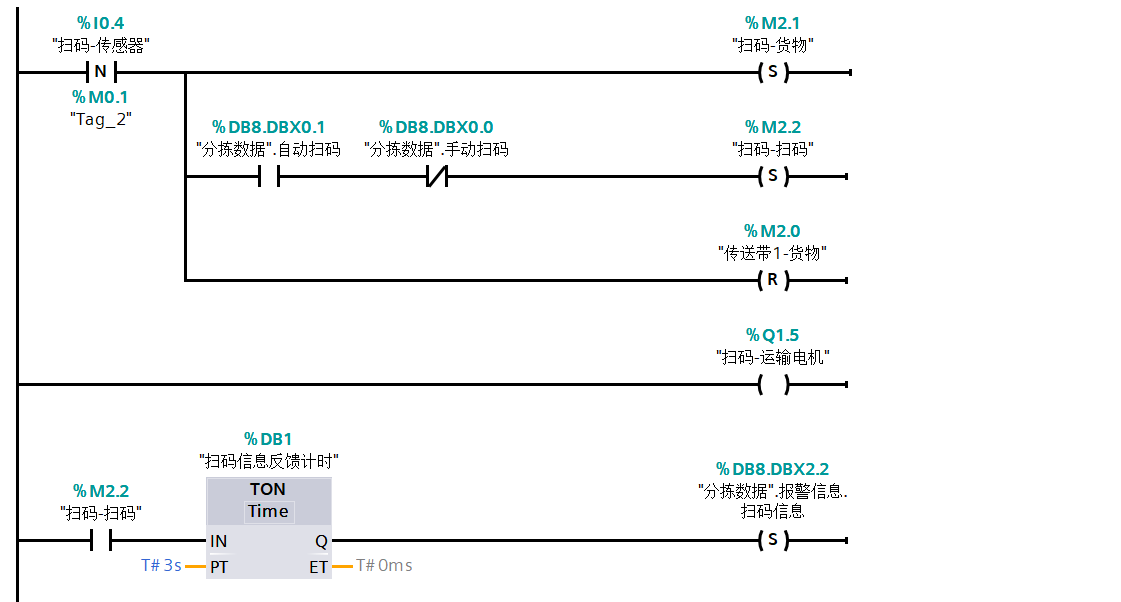 %I0.4
"扫码-传感器"
N
%M0.1
"Tag_2"
%M2.1
"扫码-货物"
S
%DB8.DBX0.1
"分拣数据".自动扫码
%DB8.DBX0.0
"分拣数据".手动扫码
%M2.2
"扫码-扫码"
S
%M2.0
"传送带1-货物"
R
%Q1.5
"扫码-运输电机"
%DB1
"扫码信息反馈计时"
%M2.2
"扫码-扫码"
TON
Time
IN
Q
T#3s
PT
ET
T#0ms
%DB8.DBX2.2
"分拣数据".报警信息.
扫码信息
S